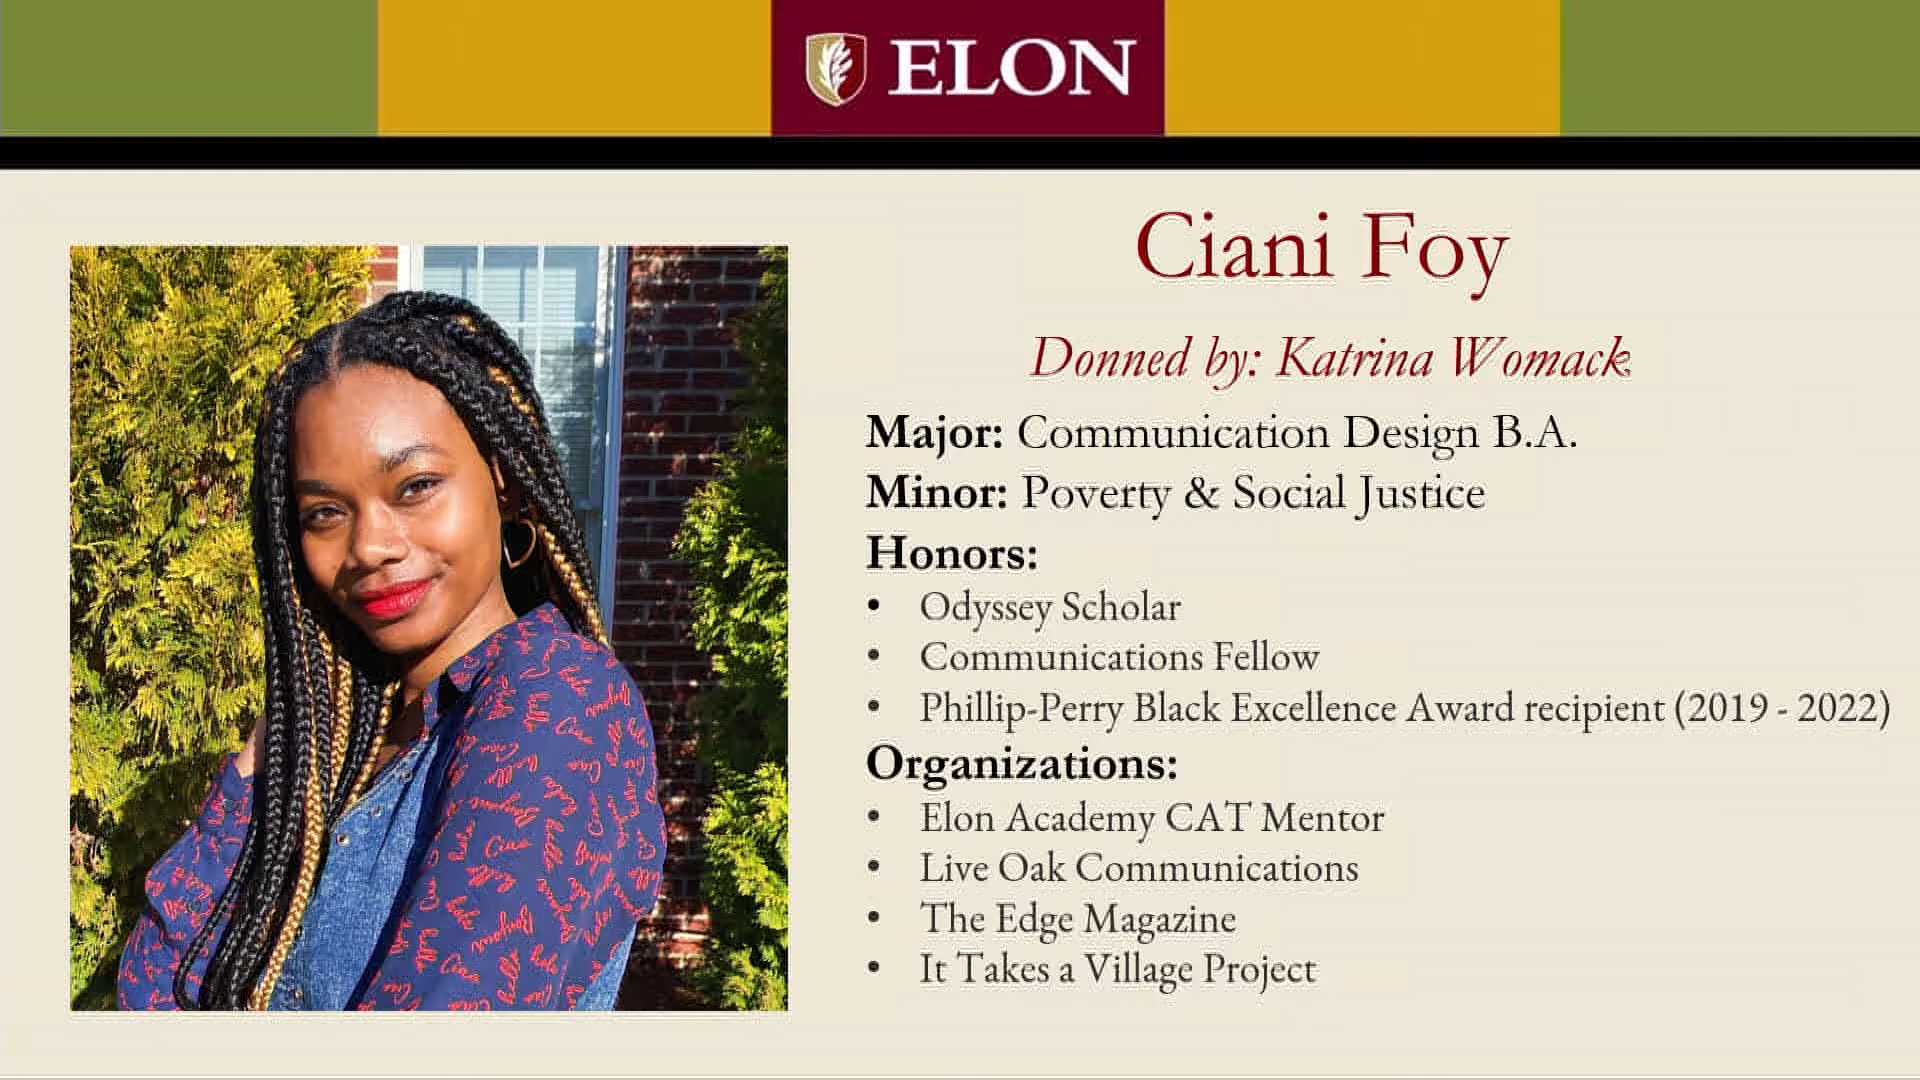 ELON
Ciani Foy
Donned by: Katrina Womack
Major: Communication Design B.A.
Minor: Poverty & Social Justice
Honors:
• Odyssey Scholar
• Communications Fellow
• Phillip-Perry Black Excellence Award recipient (2019 - 2022)
Organizations:
• Elon Academy CAT Mentor
• Live Oak Communications
• The Edge Magazine
• It Takes a Village Project